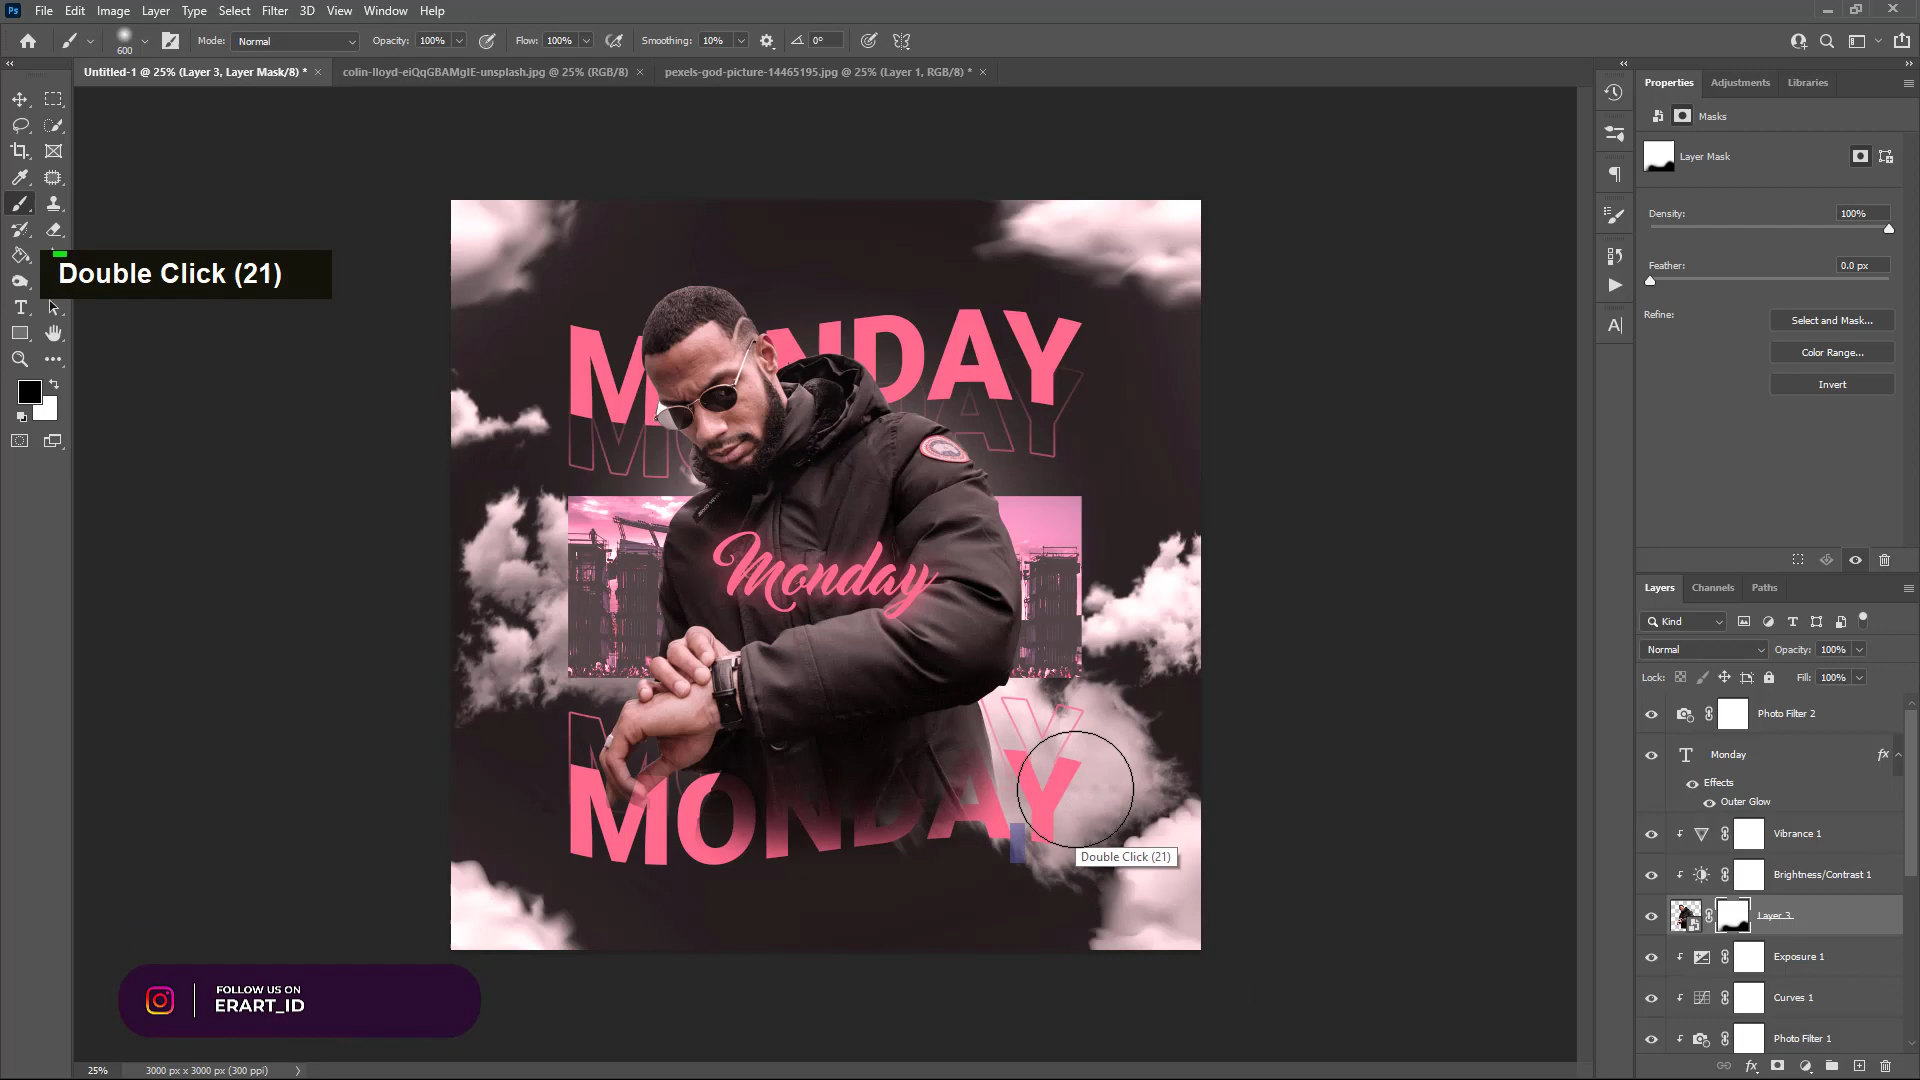 Ps File Edit Image Layer Type Select Filter 3D View Window Help
600 Mode: Normal Opacity: 100% Flow: 100% Smoothing: 10% 0°
Untitled-1 @ 25% (Layer 3, Layer Mask/8) * × colin-lloyd-eiQqGBAMgIE-unsplash.jpg @ 25% (RGB/8) × pexels-god-picture-14465195.jpg @ 25% (Layer 1, RGB/8) * ×
Properties Adjustments Libraries
Masks
Layer Mask
Density: 100%
Feather: 0.0 px
Refine: Select and Mask...
Color Range...
Invert
Double Click (21)
MONDAY
MONDAY
Monday
MONDAY
MONDAY
Double Click (21)
FOLLOW US ON
ERART_ID
Layers Channels Paths
Kind
Normal Opacity: 100%
Lock: Fill: 100%
Photo Filter 2
T Monday fx
Effects
Outer Glow
Vibrance 1
Brightness/Contrast 1
Layer 3
Exposure 1
Curves 1
Photo Filter 1
25% 3000 px x 3000 px (300 ppi)